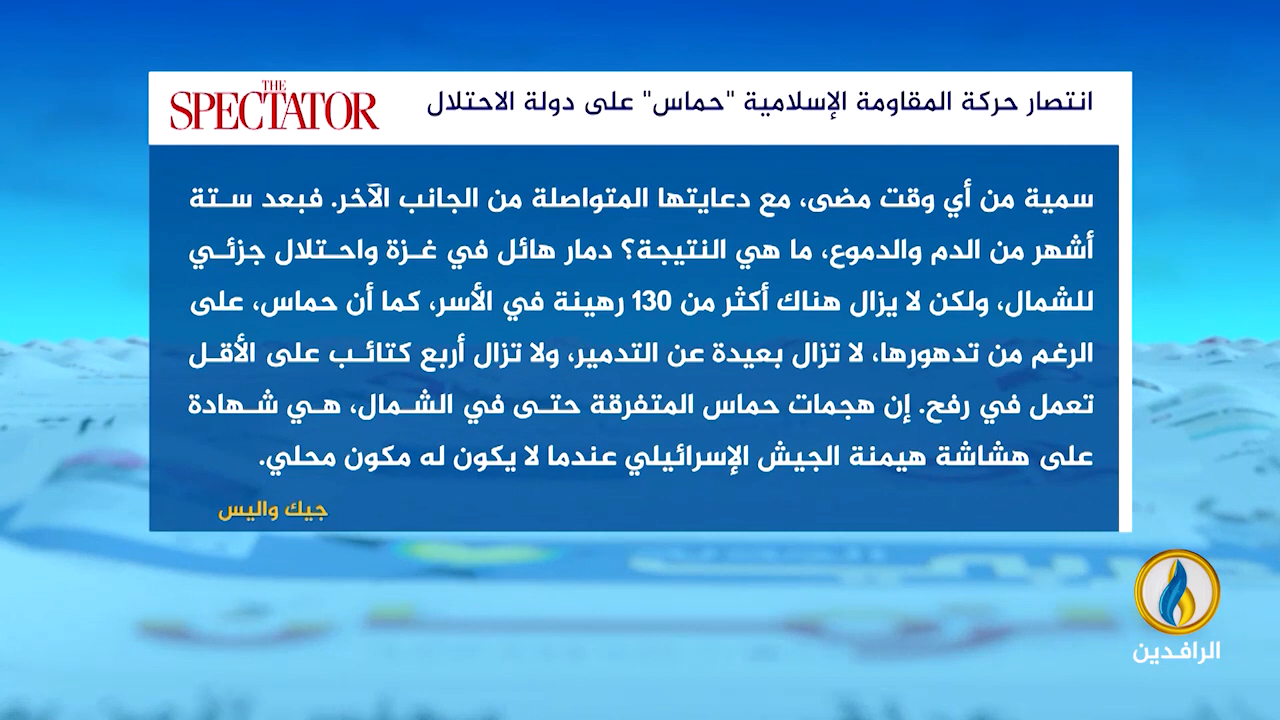 THE
SPECTATOR
انتصار حركة المقاومة الإسلامية "حماس" على دولة الاحتلال
سمية من أي وقت مضى، مع دعايتها المتواصلة من الجانب الآخر. فبعد ستة
أشهر من الدم والدموع، ما هي النتيجة؟ دمار هائل في غزة واحتلال جزئي
للشمال، ولكن لا يزال هناك أكثر من 130 رهينة في الأسر، كما أن حماس، على
الرغم من تدهورها، لا تزال بعيدة عن التدمير، ولا تزال أربع كتائب على الأقل
تعمل في رفح. إن هجمات حماس المتفرقة حتى في الشمال، هي شهادة
على هشاشة هيمنة الجيش الإسرائيلي عندما لا يكون له مكون محلي.
جيك واليس
الرافدين